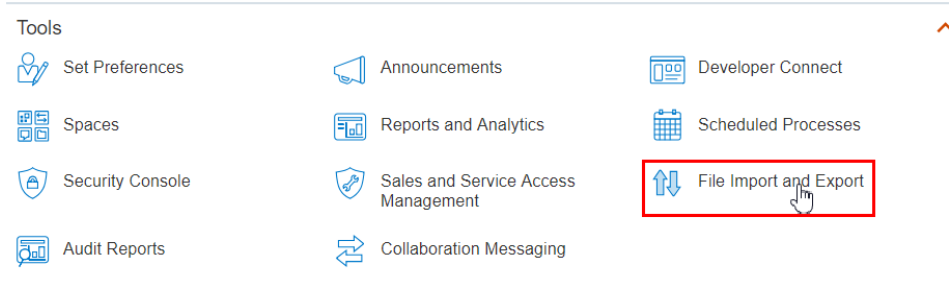 Tools
Set Preferences
Announcements
Developer Connect
Spaces
Reports and Analytics
Scheduled Processes
Security Console
Sales and Service Access
Management
File Import and Export
Audit Reports
Collaboration Messaging